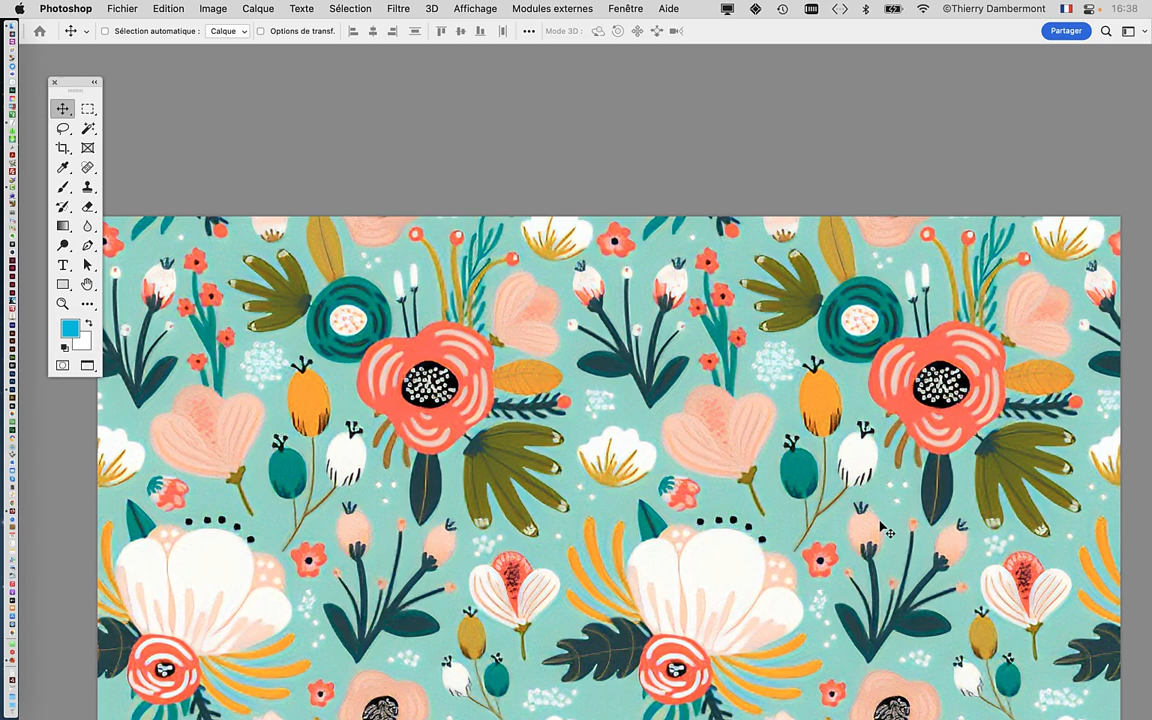 Photoshop Fichier Edition Image Calque Texte Sélection Filtre 3D Affichage Modules externes Fenêtre Aide ©Thierry Dambermont 16:38
Sélection automatique : Calque Options de transf. Mode 3D : Partager
T